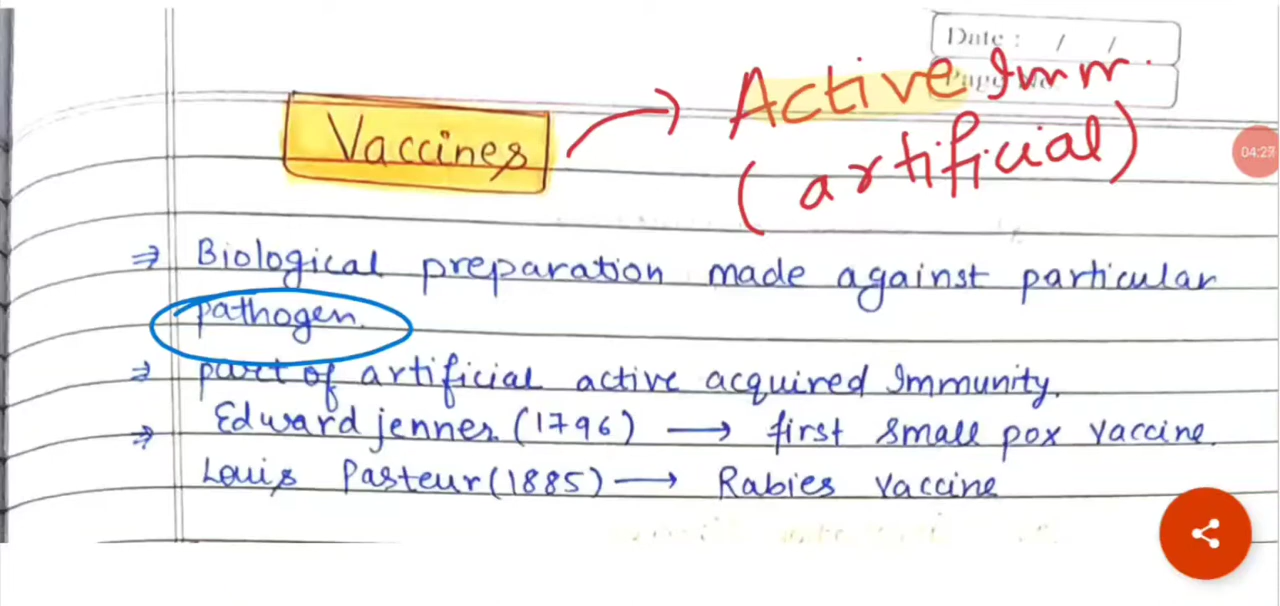 Date : / /
Page No.
Vaccines → Active Imm.
(artificial)
04:27
⇒ Biological preparation made against particular
pathogen.
⇒ part of artificial active acquired Immunity.
⇒ Edward jenner (1796) → first small pox vaccine.
Louis Pasteur (1885) → Rabies vaccine